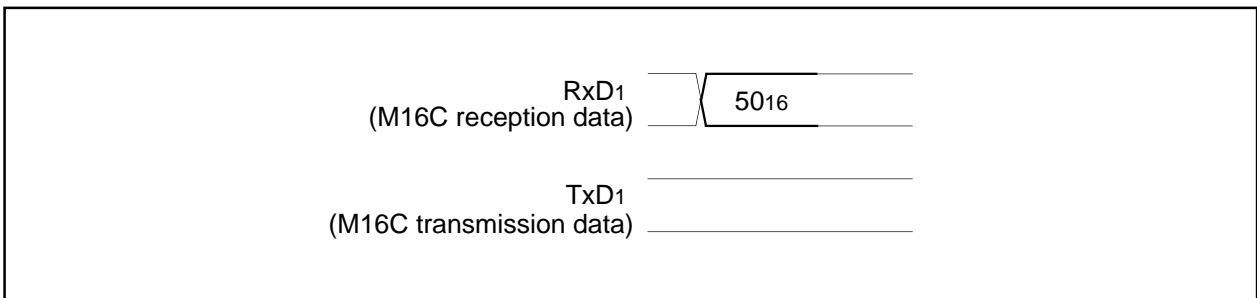 RxD1
(M16C reception data)
5016
TxD1
(M16C transmission data)